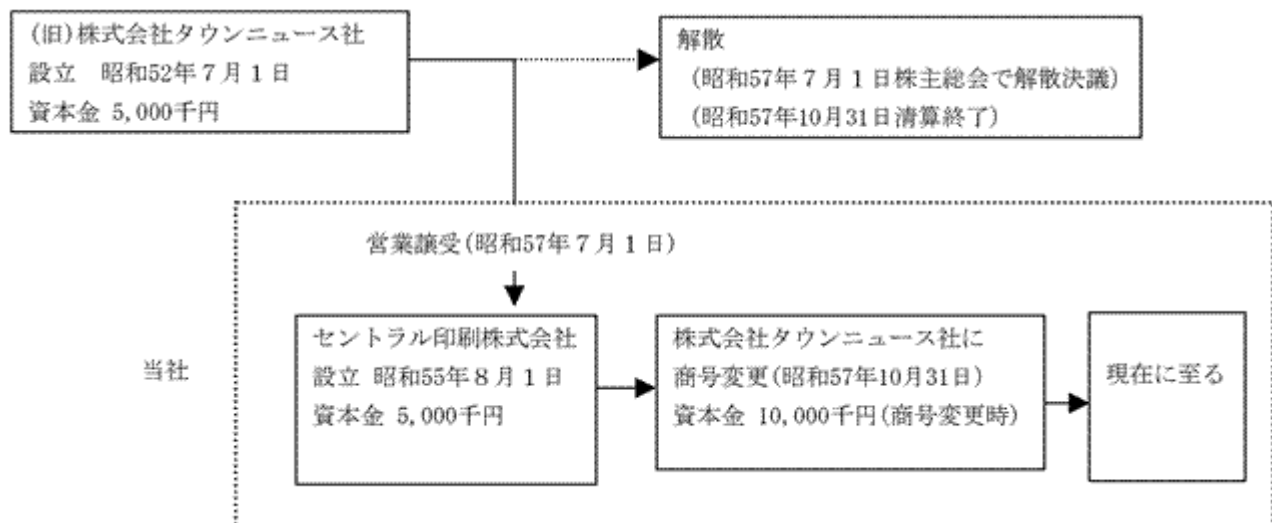 (旧)株式会社タウンニュース社
設立　昭和52年７月１日
資本金 5,000千円
解散
(昭和57年７月１日株主総会で解散決議)
(昭和57年10月31日清算終了)
営業譲受(昭和57年７月１日)
当社
セントラル印刷株式会社
設立 昭和55年８月１日
資本金 5,000千円
株式会社タウンニュース社に
商号変更(昭和57年10月31日)
資本金 10,000千円(商号変更時)
現在に至る